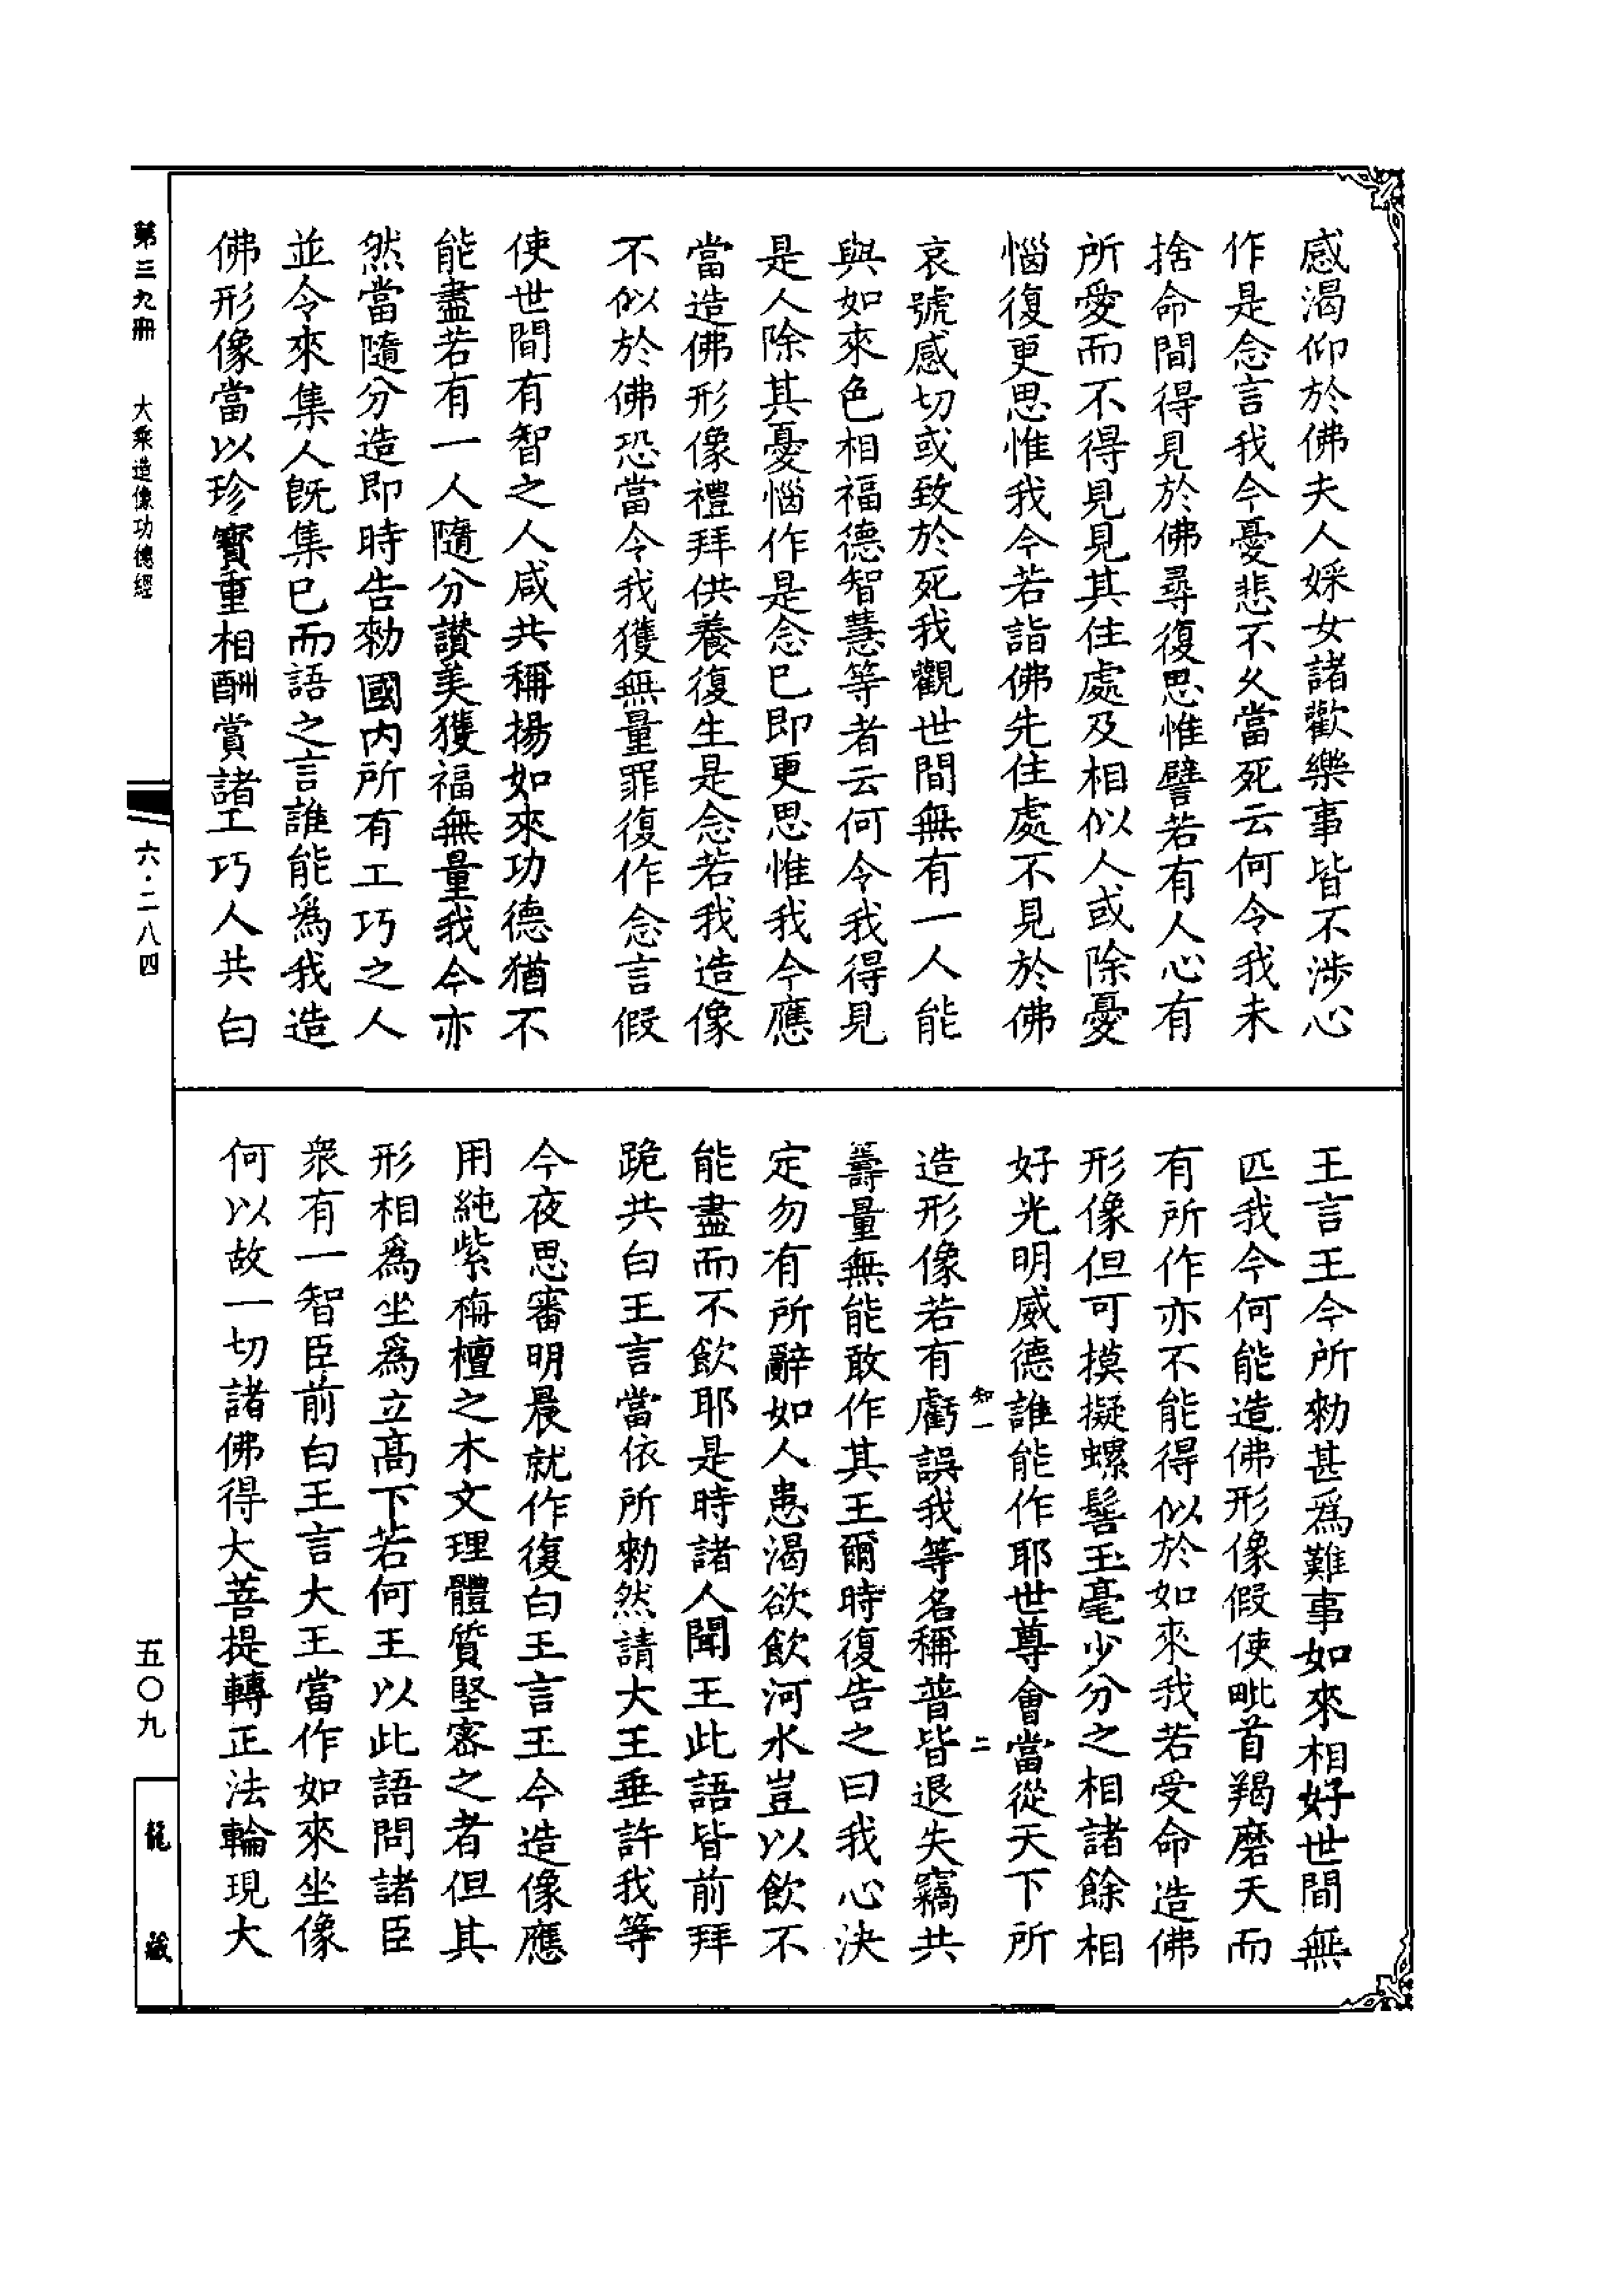 感渴仰於佛夫人婇女諸歡樂事皆不涉心
作是念言我今憂悲不久當死云何令我未
捨命間得見於佛尋復思惟譬若有人心有
所愛而不得見見其住處及相似人或除憂
惱復更思惟我今若詣佛先住處不見於佛
哀號感切或致於死我觀世間無有一人能
與如來色相福德智慧等者云何令我得見
是人除其憂惱作是念已即更思惟我今應
當造佛形像禮拜供養復生是念若我造像
不似於佛恐當令我獲無量罪復作念言假
使世間有智之人咸共稱揚如來功德猶不
能盡若有一人隨分讚美獲福無量我今亦
然當隨分造即時告勑國內所有工巧之人
並令來集人旣集已而語之言誰能爲我造
佛形像當以珍寶重相酬賞諸工巧人共白
王言王今所勑甚爲難事如來相好世間無
匹我今何能造佛形像假使毗首羯磨天而
有所作亦不能得似於如來我若受命造佛
形像但可摸擬螺髻玉毫少分之相諸餘相
好光明威德誰能作耶世尊會當從天下所
知一 二
造形像若有虧誤我等名稱普皆退失竊共
籌量無能敢作其王爾時復告之曰我心決
定勿有所辭如人患渴欲飲河水豈以飲不
能盡而不飲耶是時諸人聞王此語皆前拜
跪共白王言當依所勑然請大王垂許我等
今夜思審明晨就作復白王言王今造像應
用純紫栴檀之木文理體質堅密之者但其
形相爲坐爲立高下若何王以此語問諸臣
衆有一智臣前白王言大王當作如來坐像
何以故一切諸佛得大菩提轉正法輪現大
第三九冊 大乘造像功德經
六·二八四
五〇九
龍藏